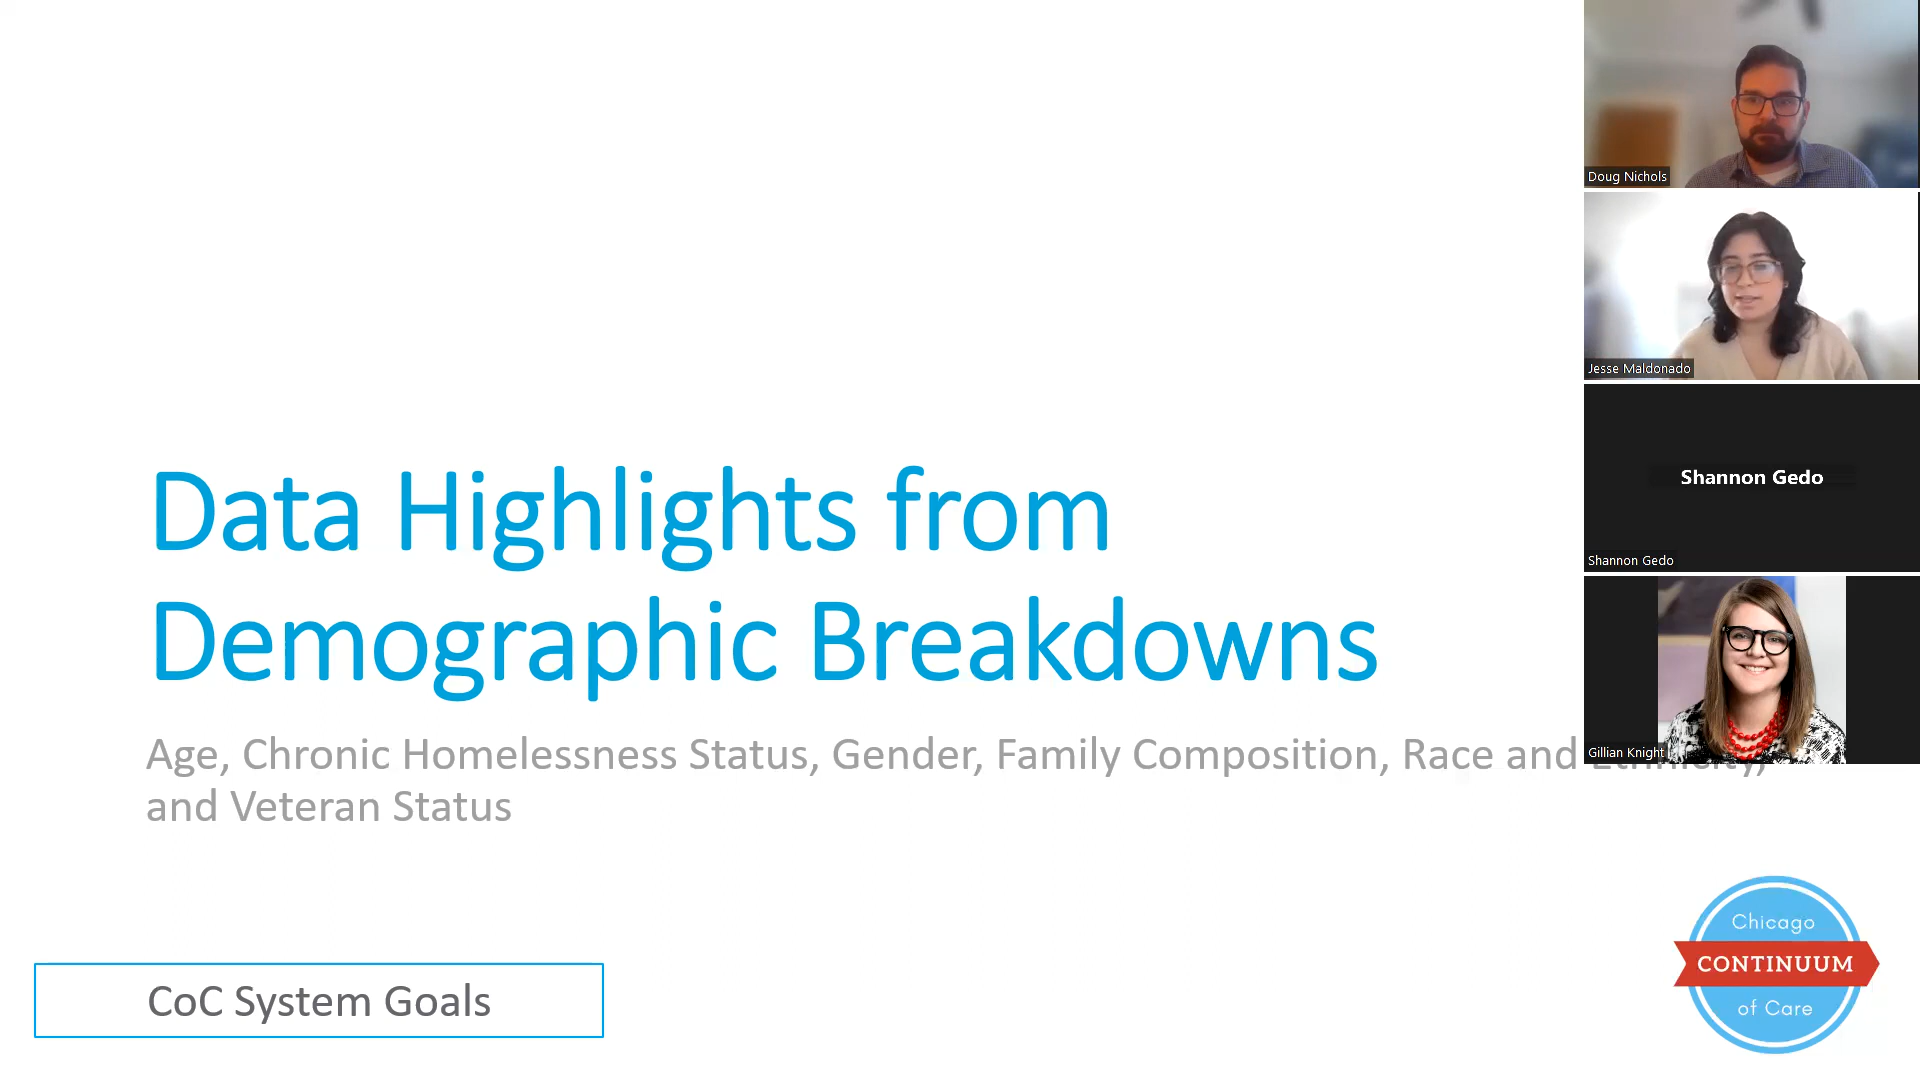 Data Highlights from
Demographic Breakdowns
Age, Chronic Homelessness Status, Gender, Family Composition, Race and
and Veteran Status
CoC System Goals
Doug Nichols
Jesse Maldonado
Shannon Gedo
Shannon Gedo
Gillian Knight
Chicago
CONTINUUM
of Care